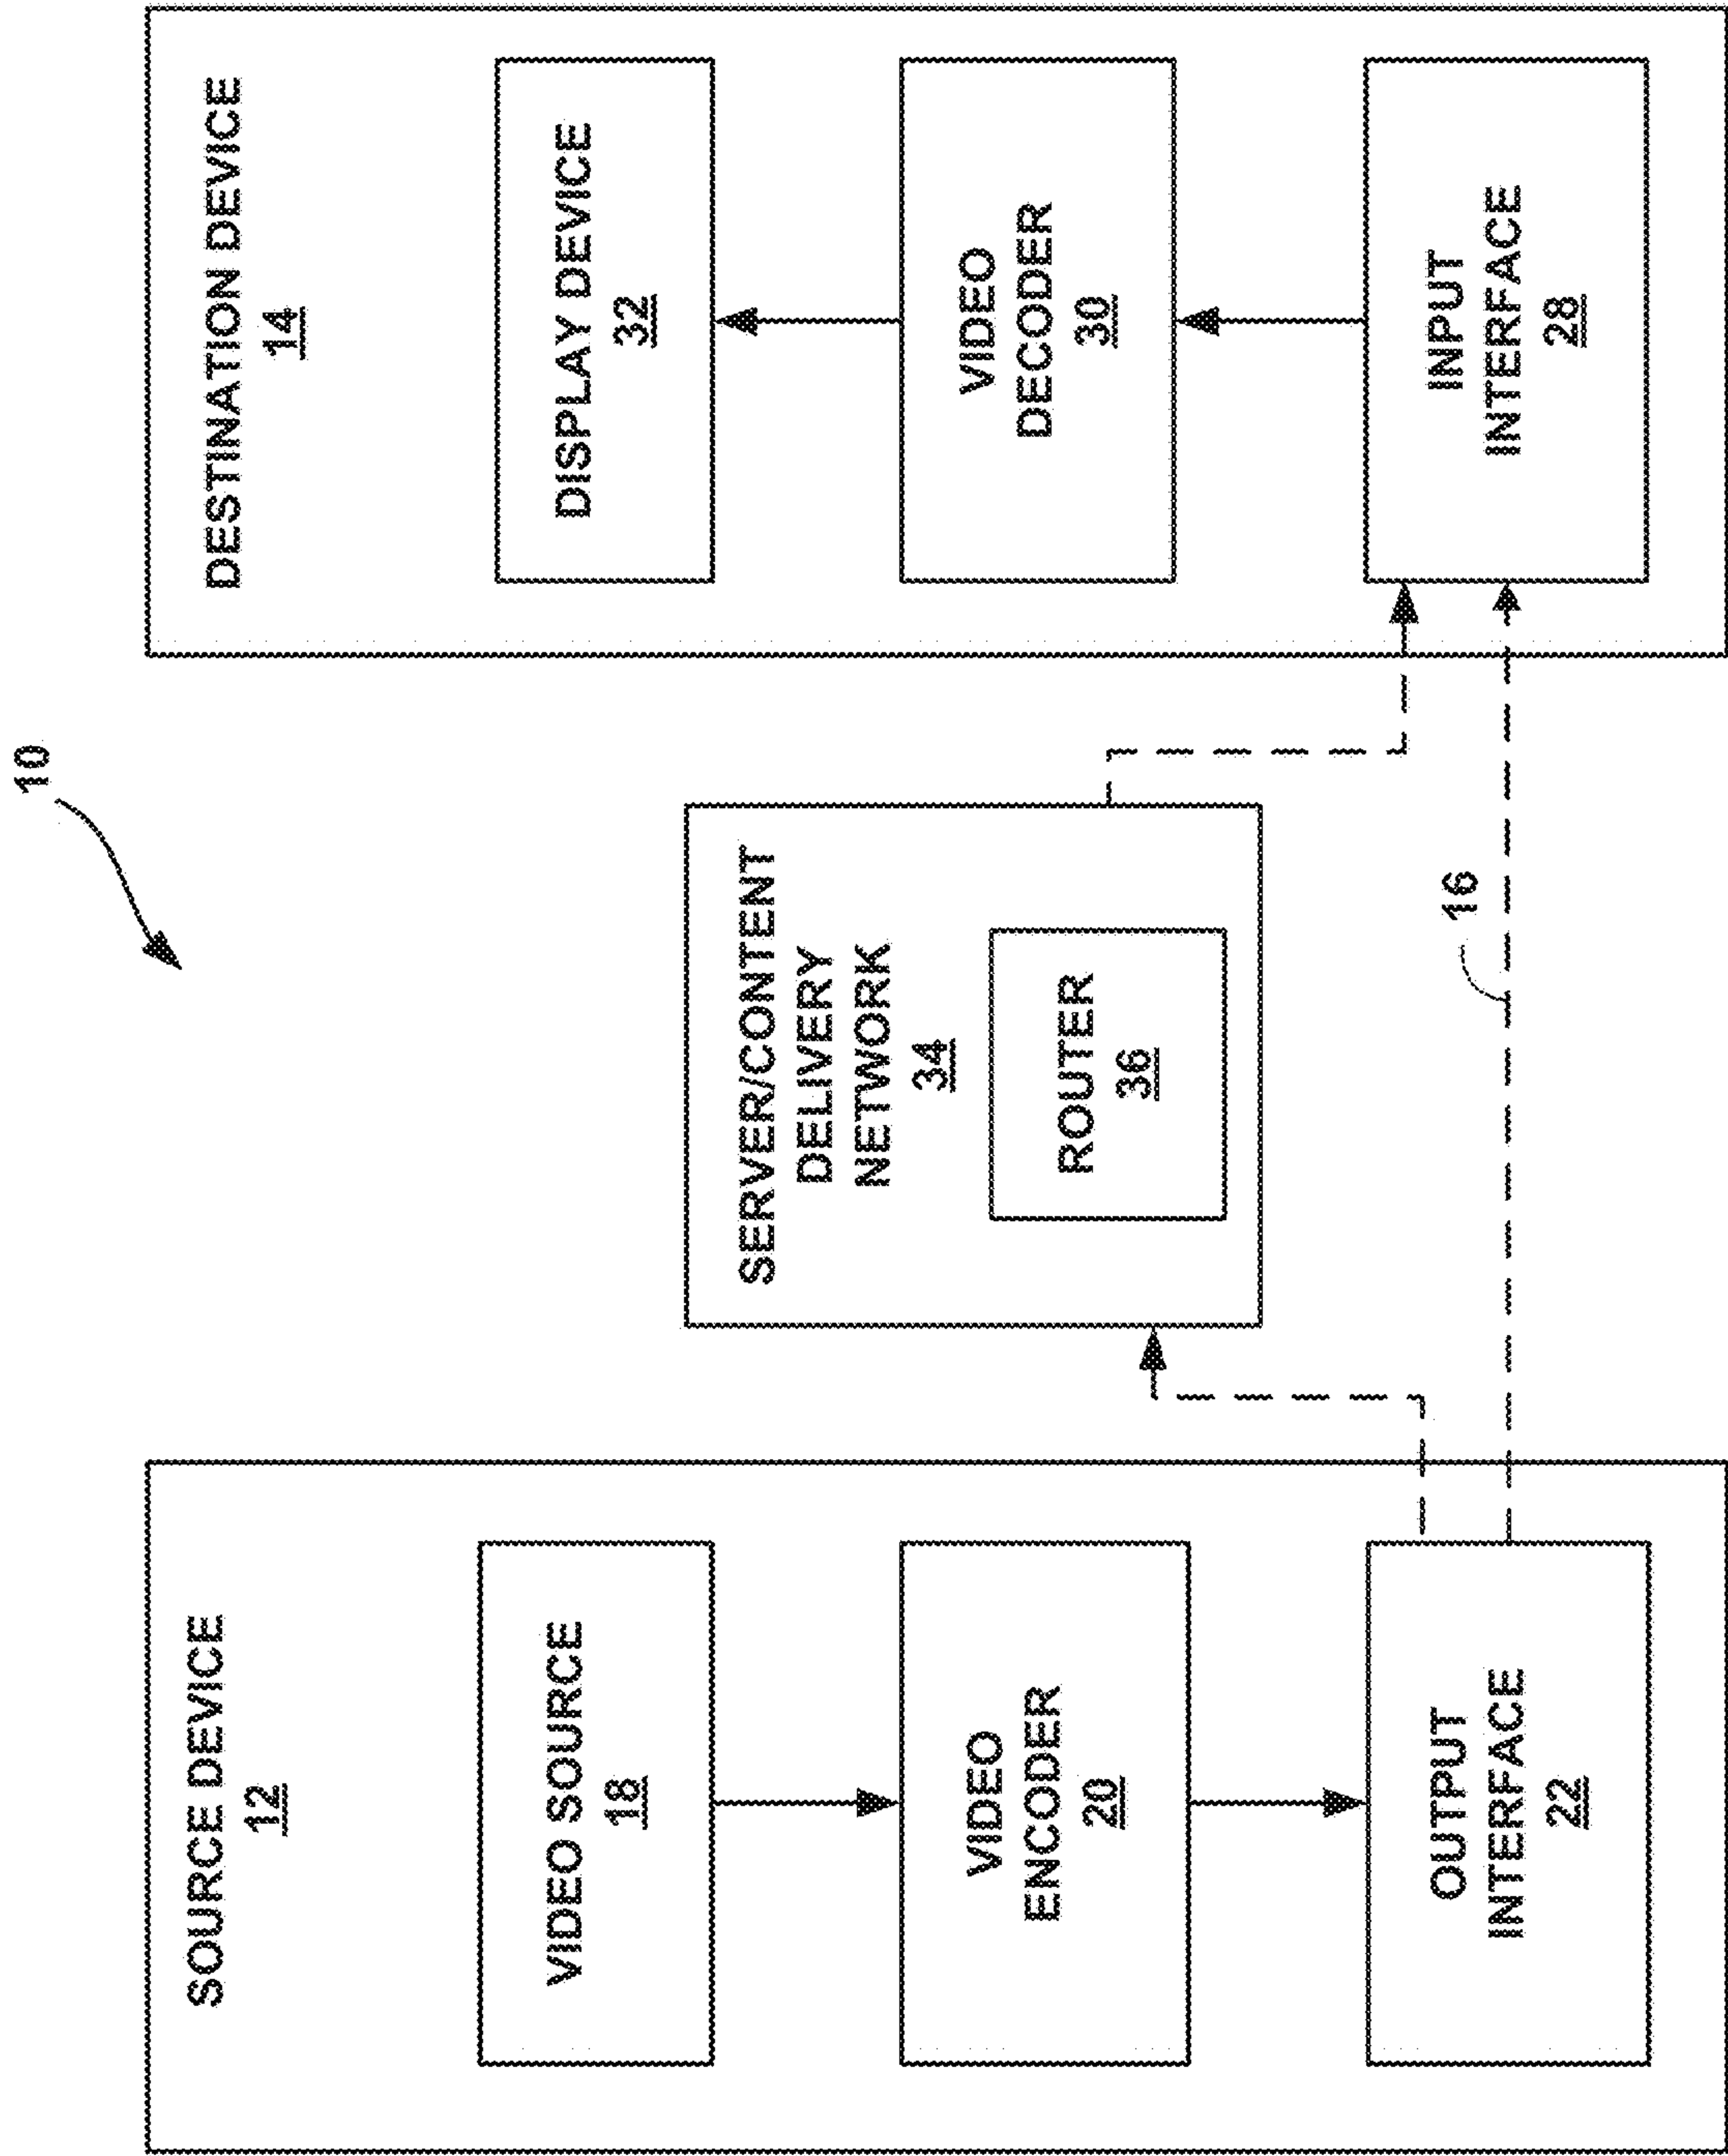 10
SOURCE DEVICE
12
VIDEO SOURCE
18
VIDEO
ENCODER
20
OUTPUT
INTERFACE
22
SERVER/CONTENT
DELIVERY
NETWORK
34
ROUTER
36
16
DESTINATION DEVICE
14
DISPLAY DEVICE
32
VIDEO
DECODER
30
INPUT
INTERFACE
28